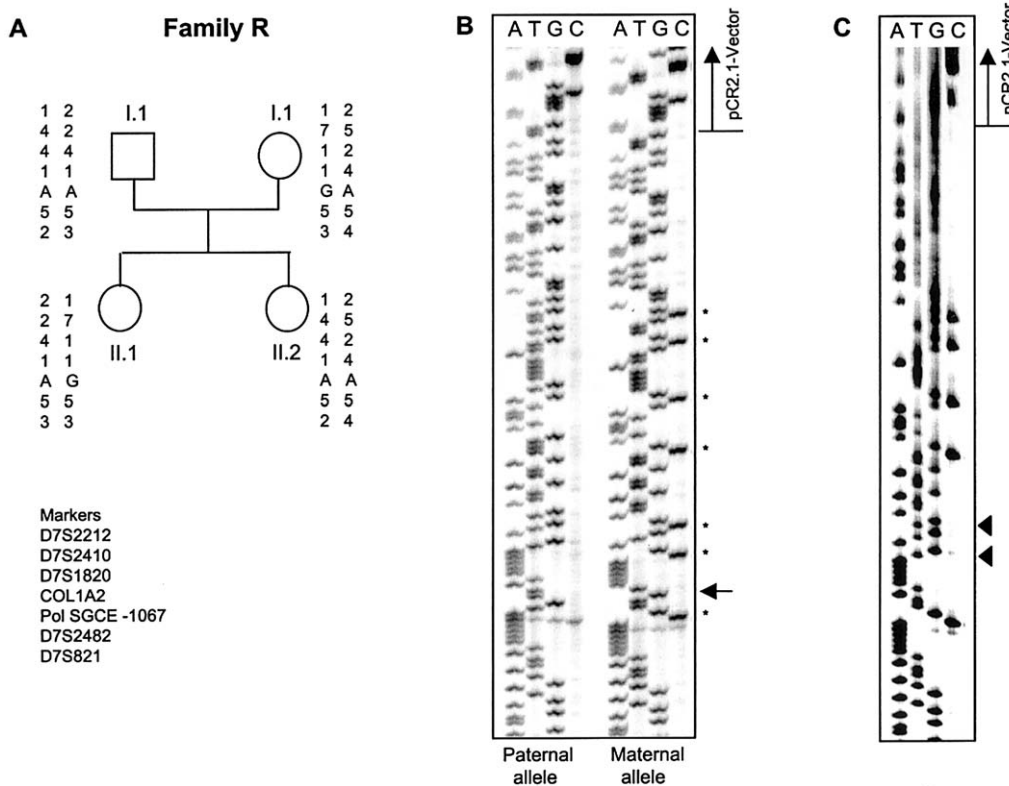 A
Family R
I.1
I.1
1 2
4 2
4 4
1 1
A A
5 5
2 3
1 2
7 5
1 2
1 4
G A
5 5
3 4
2 1
2 7
4 1
1 1
A G
5 5
3 3
II.1
II.2
1 2
4 5
4 2
1 4
A A
5 5
2 4
Markers
D7S2212
D7S2410
D7S1820
COL1A2
Pol SGCE -1067
D7S2482
D7S821
B
A T G C
A T G C
pCR2.1-Vector
*
*
*
*
*
*
*
Paternal
allele
Maternal
allele
C
A T G C
pCR2.1-Vector